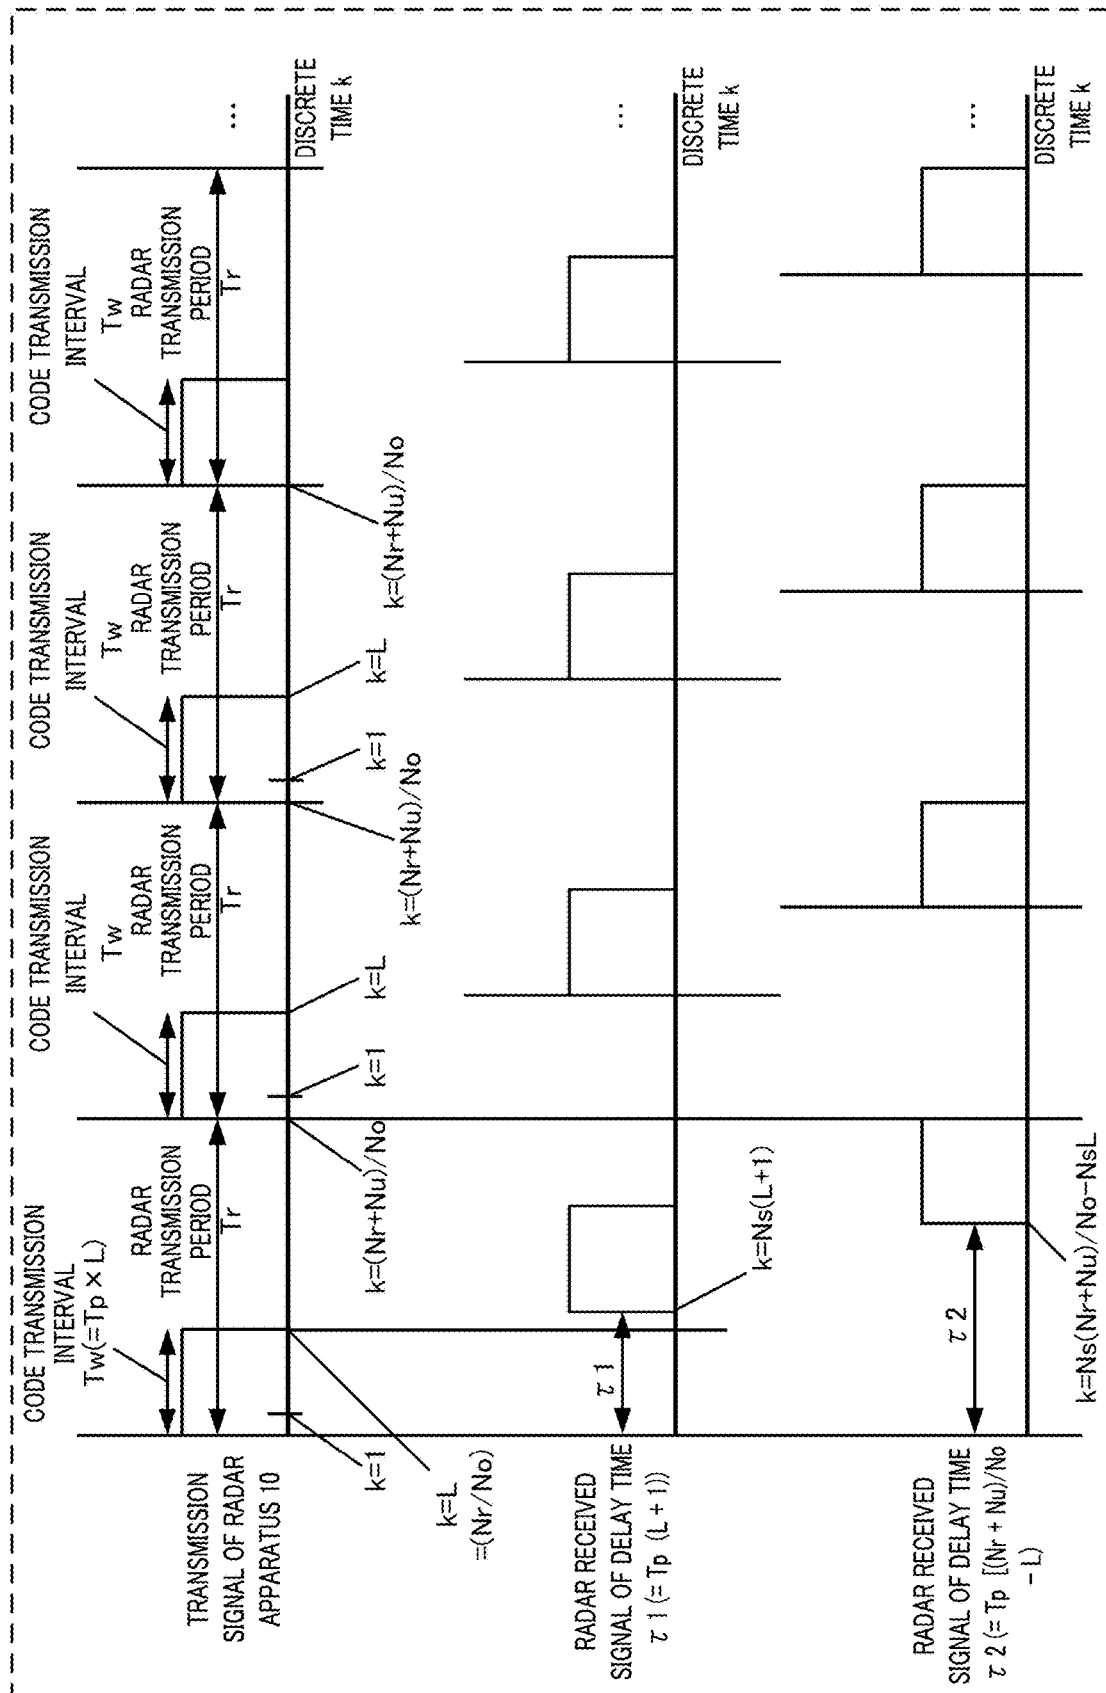 CODE TRANSMISSION
INTERVAL
Tw(=Tp×L)
RADAR
TRANSMISSION
PERIOD
Tr
CODE TRANSMISSION
INTERVAL
Tw
RADAR
TRANSMISSION
PERIOD
Tr
CODE TRANSMISSION
INTERVAL
Tw
RADAR
TRANSMISSION
PERIOD
Tr
CODE TRANSMISSION
INTERVAL
Tw
RADAR
TRANSMISSION
PERIOD
Tr
...
TRANSMISSION
SIGNAL OF RADAR
APPARATUS 10
DISCRETE
TIME k
k=1
k=L
=(Nr/No)
k=(Nr+Nu)/No
k=1
k=L
k=(Nr+Nu)/No
k=1
k=L
k=(Nr+Nu)/No
RADAR RECEIVED
SIGNAL OF DELAY TIME
τ1(=Tp (L+1))
τ1
k=Ns(L+1)
...
DISCRETE
TIME k
RADAR RECEIVED
SIGNAL OF DELAY TIME
τ2(=Tp [(Nr+Nu)/No
-L)
τ2
k=Ns(Nr+Nu)/No-NsL
...
DISCRETE
TIME k